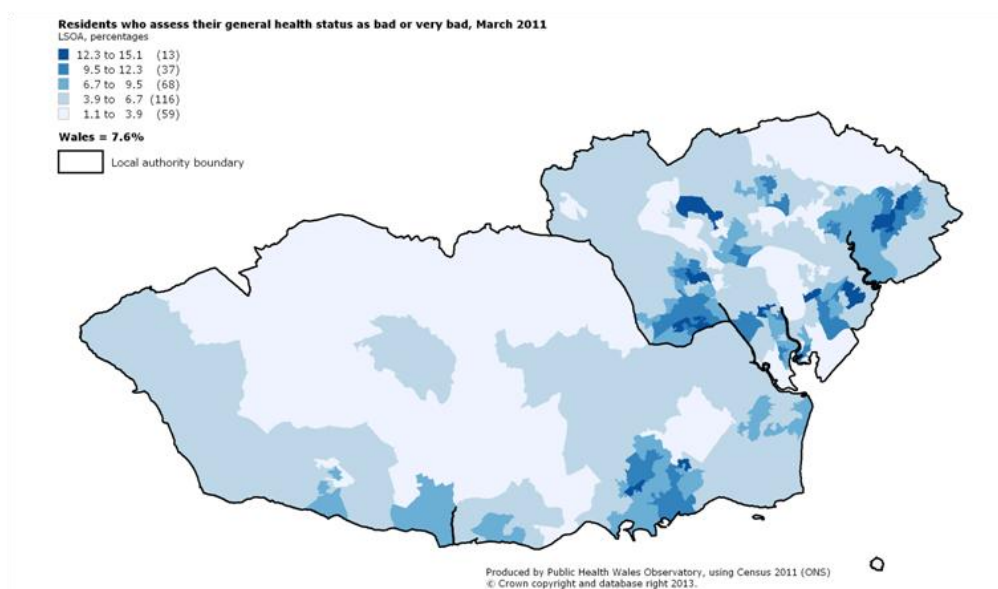 Residents who assess their general health status as bad or very bad, March 2011
LSOA, percentages
12.3 to 15.1 (13)
9.5 to 12.3 (37)
6.7 to 9.5 (68)
3.9 to 6.7 (116)
1.1 to 3.9 (59)
Wales = 7.6%
Local authority boundary
Produced by Public Health Wales Observatory, using Census 2011 (ONS)
© Crown copyright and database right 2013.